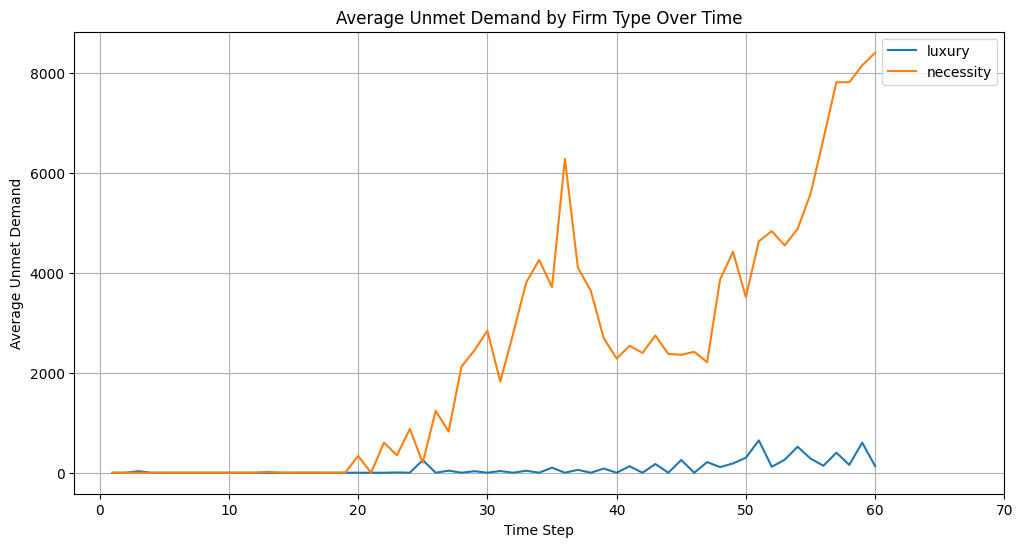 Average Unmet Demand by Firm Type Over Time
luxury
necessity
Average Unmet Demand
8000
6000
4000
2000
0
0 10 20 30 40 50 60 70
Time Step